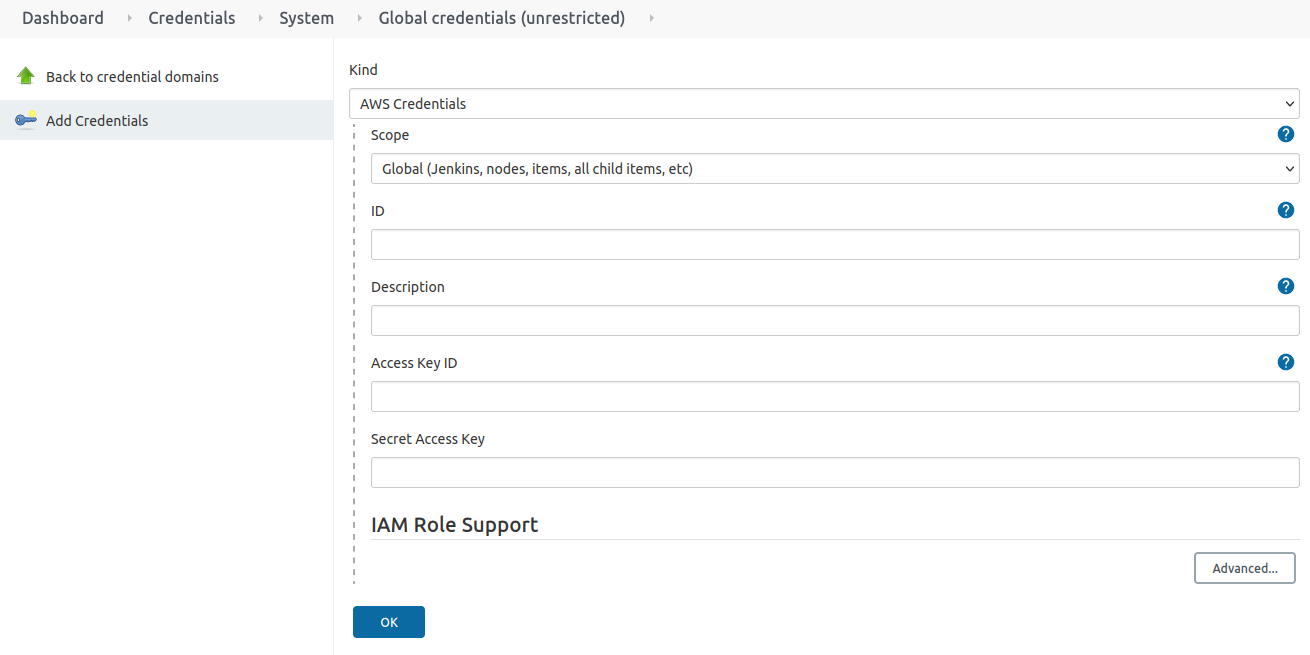 Dashboard Credentials System Global credentials (unrestricted)
Back to credential domains
Add Credentials
Kind
AWS Credentials
Scope
?
Global (Jenkins, nodes, items, all child items, etc)
ID
?
Description
?
Access Key ID
?
Secret Access Key
IAM Role Support
Advanced...
OK